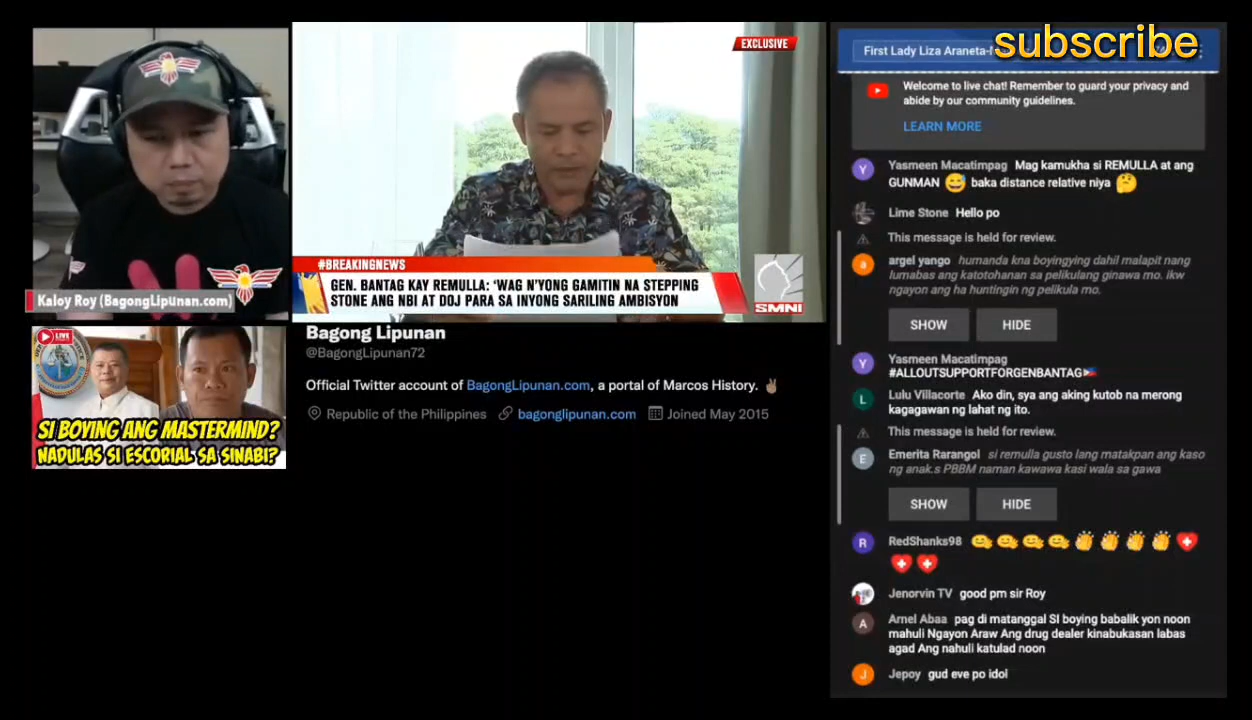 Kaloy Roy (BagongLipunan.com)
LIVE
SI BOYING ANG MASTERMIND?
NADULAS SI ESCORIAL SA SINABI?
EXCLUSIVE
#BREAKINGNEWS
GEN. BANTAG KAY REMULLA: 'WAG N'YONG GAMITIN NA STEPPING
STONE ANG NBI AT DOJ PARA SA INYONG SARILING AMBISYON
SMNI
Bagong Lipunan
@BagongLipunan72
Official Twitter account of BagongLipunan.com, a portal of Marcos History. ✌🏽
Republic of the Philippines bagonglipunan.com Joined May 2015
subscribe
First Lady Liza Araneta-
Welcome to live chat! Remember to guard your privacy and
abide by our community guidelines.
LEARN MORE
Yasmeen Macatimpag Mag kamukha si REMULLA at ang
GUNMAN 😅 baka distance relative niya 🤔
Lime Stone Hello po
This message is held for review.
argel yango humanda kna boyingying dahil malapit nang
lumabas ang katotohanan sa pelikulang ginawa mo. ikw
ngayon ang ha huntingin ng pelikula mo.
SHOW HIDE
Yasmeen Macatimpag
#ALLOUTSUPPORTFORGENBANTAG🇵🇭
Lulu Villacorte Ako din, sya ang aking kutob na merong
kagagawan ng lahat ng ito.
This message is held for review.
Emerita Rarangol si remulla gusto lang matakpan ang kaso
ng anak.s PBBM naman kawawa kasi wala sa gawa
SHOW HIDE
RedShanks98
Jenorvin TV good pm sir Roy
Arnel Abaa pag di matanggal SI boying babalik yon noon
mahuli Ngayon Araw Ang drug dealer kinabukasan labas
agad Ang nahuli katulad noon
Jepoy gud eve po idol